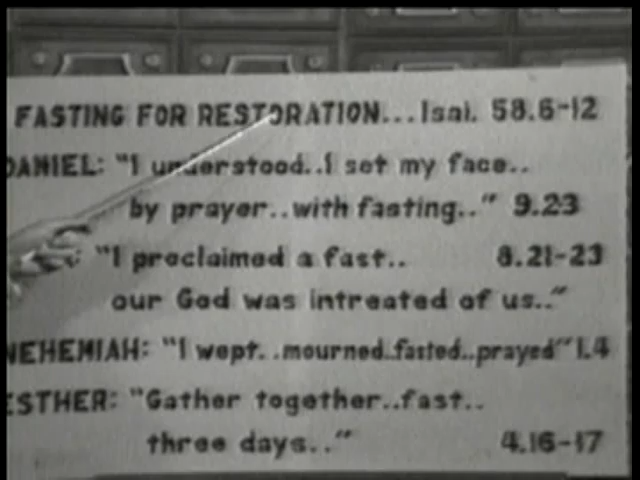 FASTING FOR RESTORATION...Isai. 58.6-12
DANIEL: "I understood..I set my face..
by prayer..with fasting.." 9.23
"I proclaimed a fast.. 8.21-23
our God was intreated of us.."
NEHEMIAH: "I wept..mourned..fasted..prayed" 1.4
ESTHER: "Gather together..fast..
three days.." 4.16-17